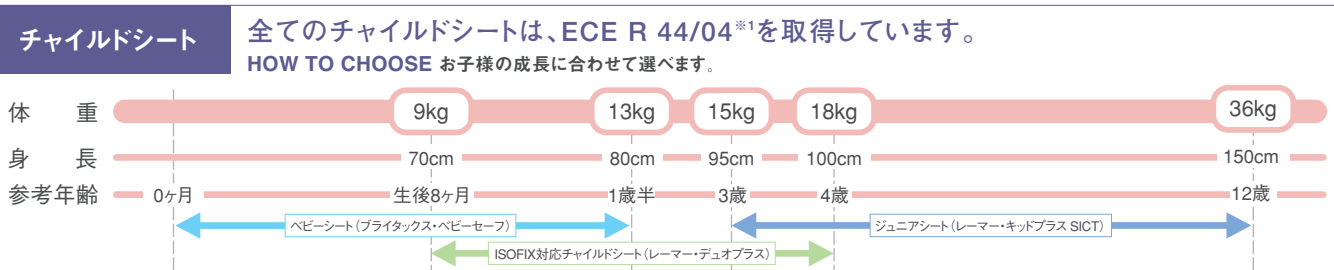 チャイルドシート
全てのチャイルドシートは、ECE R 44/04※1を取得しています。
HOW TO CHOOSE お子様の成長に合わせて選べます。
体 重 9kg 13kg 15kg 18kg 36kg
身 長 70cm 80cm 95cm 100cm 150cm
参考年齢 0ヶ月 生後8ヶ月 1歳半 3歳 4歳 12歳
ベビーシート(ブライタックス・ベビーセーフ) ジュニアシート(レーマー・キッドプラス SICT)
ISOFIX対応チャイルドシート(レーマー・デュオプラス)